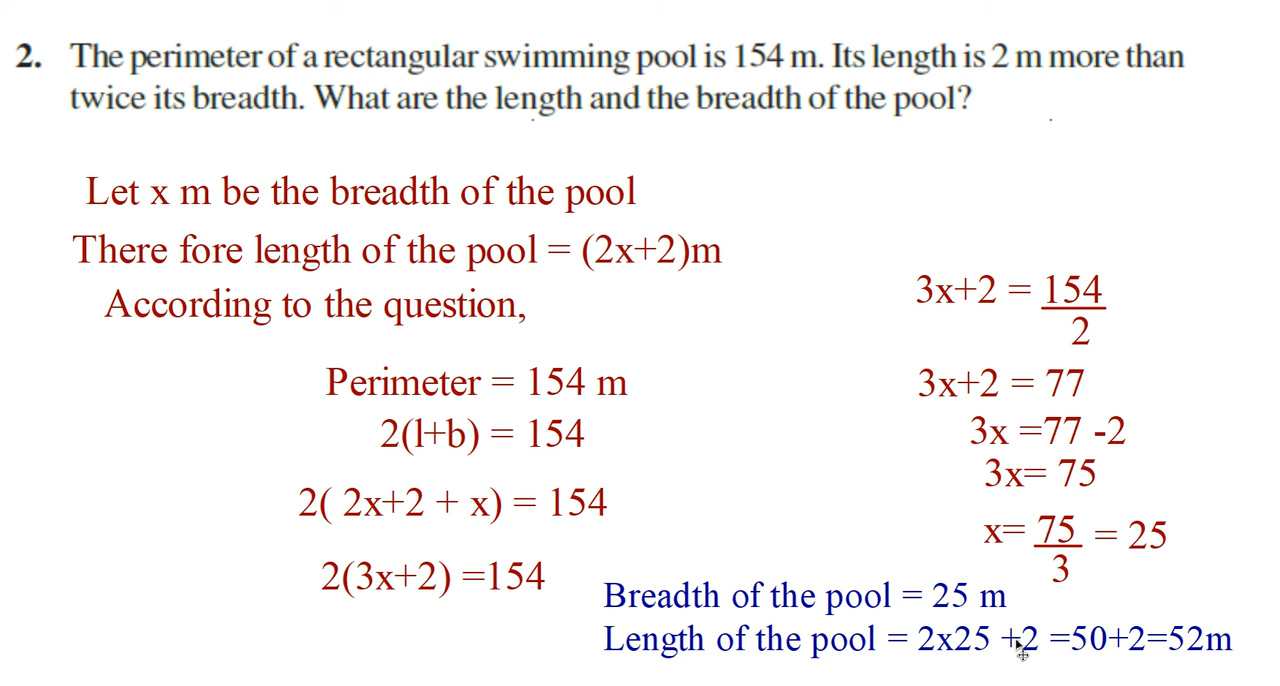 2. The perimeter of a rectangular swimming pool is 154 m. Its length is 2 m more than
twice its breadth. What are the length and the breadth of the pool?
Let x m be the breadth of the pool
There fore length of the pool = (2x+2)m
According to the question,
Perimeter = 154 m
2(l+b) = 154
2( 2x+2 + x) = 154
2(3x+2) =154
3x+2 = 154
2
3x+2 = 77
3x =77 -2
3x= 75
x= 75 = 25
3
Breadth of the pool = 25 m
Length of the pool = 2x25 +2 =50+2=52m